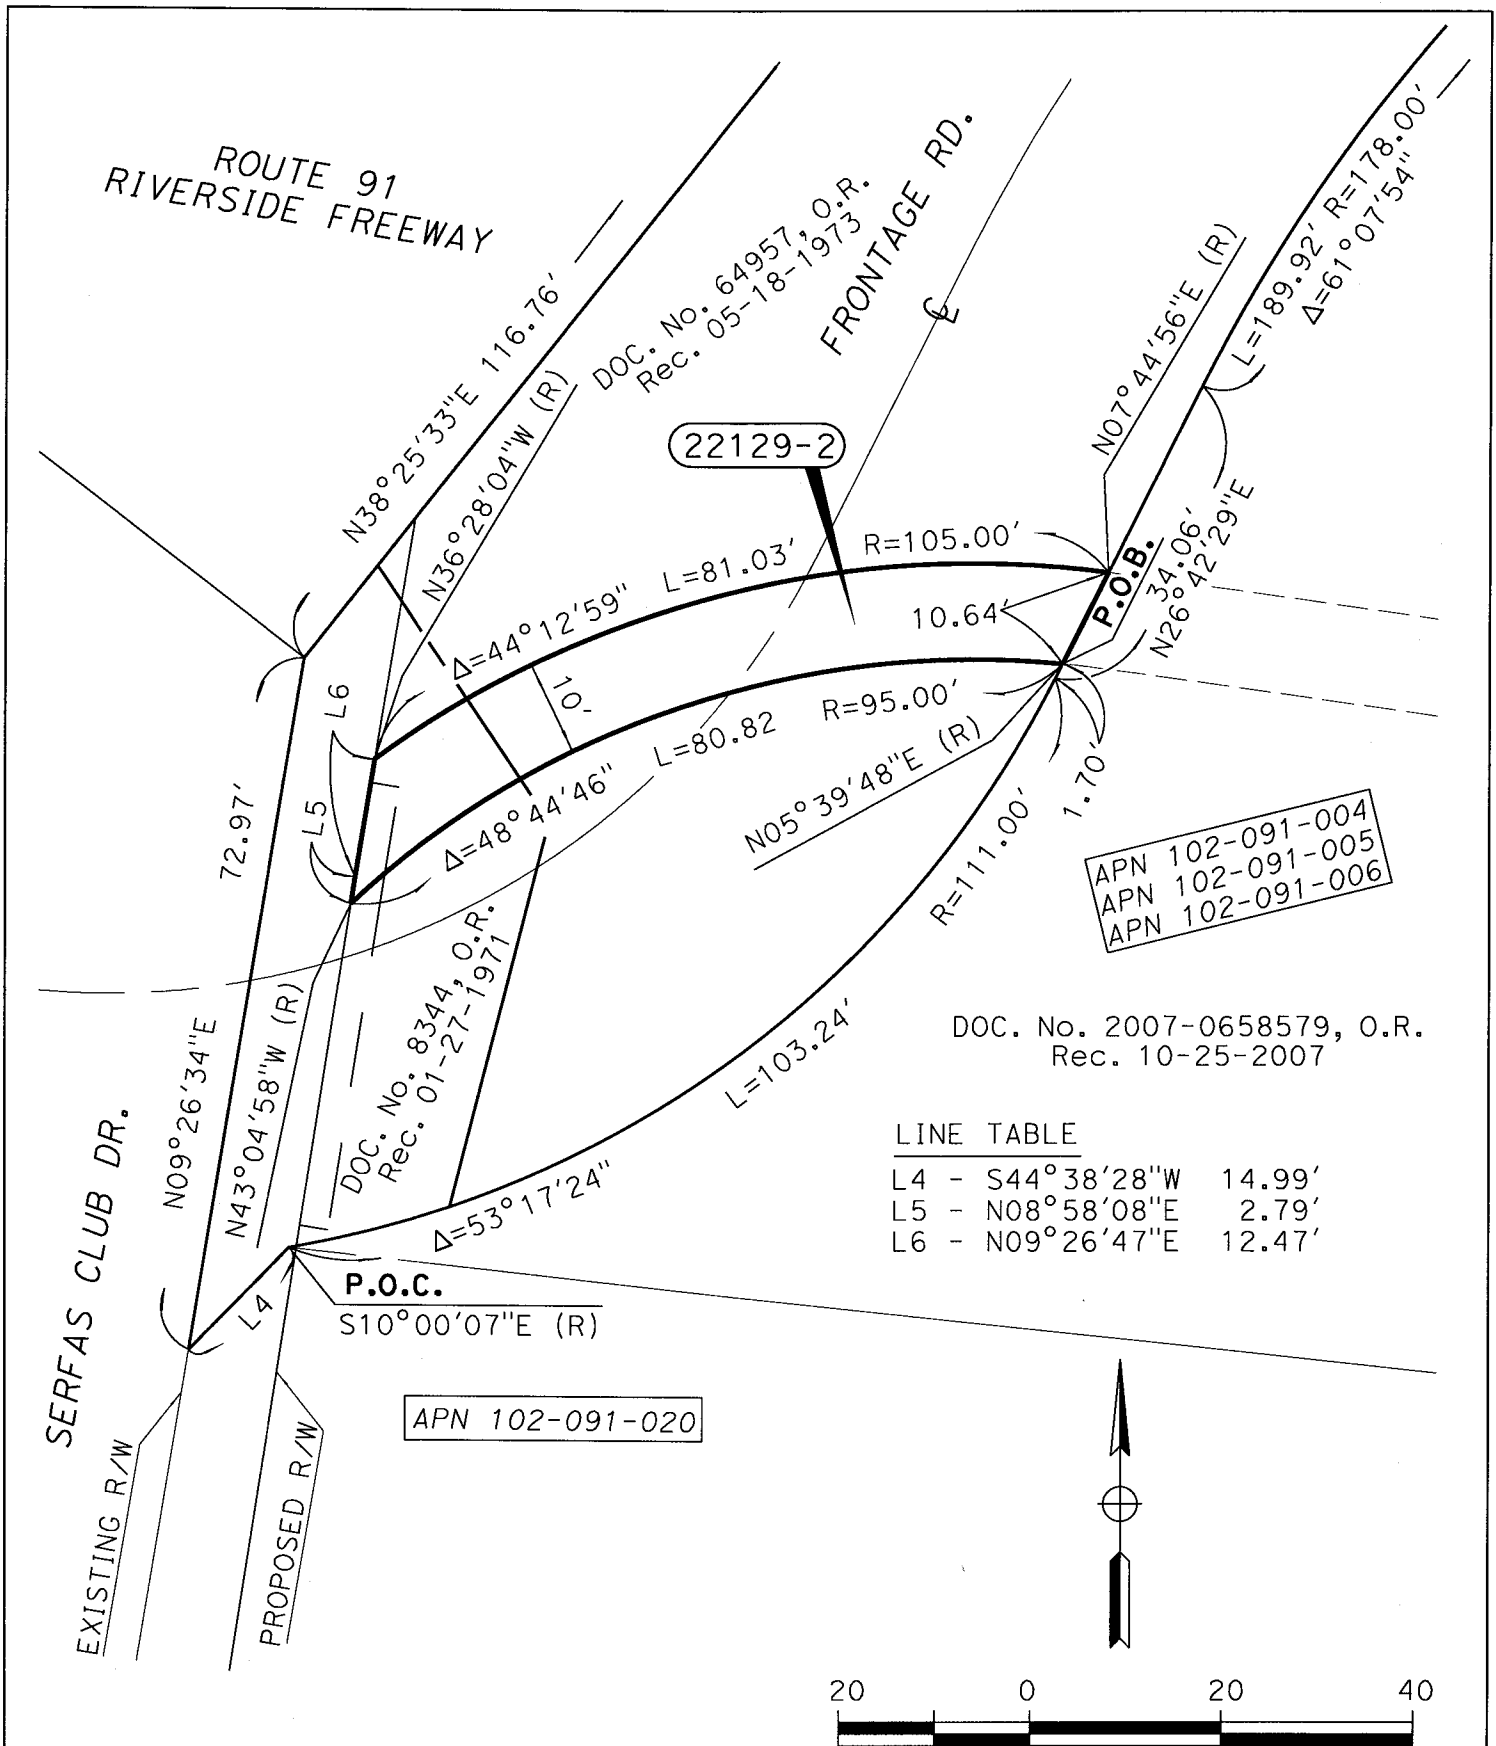 ROUTE 91
RIVERSIDE FREEWAY
DOC. No. 64957, O.R.
Rec. 05-18-1973
FRONTAGE RD.
℄
L=189.92' R=178.00'
Δ=61°07'54"
N07°44'56"E (R)
N38°25'33"E 116.76'
N36°28'04"W (R)
22129-2
R=105.00'
L=81.03'
Δ=44°12'59"
10.64'
P.O.B.
34.06'
N26°42'29"E
10'
L6
L5
R=95.00'
L=80.82
Δ=48°44'46"
N05°39'48"E (R)
1.70'
R=111.00'
72.97'
N09°26'34"E
APN 102-091-004
APN 102-091-005
APN 102-091-006
DOC. No. 8344, O.R.
Rec. 01-27-1971
N43°04'58"W (R)
L=103.24'
DOC. No. 2007-0658579, O.R.
Rec. 10-25-2007
LINE TABLE
L4 - S44°38'28"W 14.99'
L5 - N08°58'08"E 2.79'
L6 - N09°26'47"E 12.47'
Δ=53°17'24"
SERFAS CLUB DR.
L4
P.O.C.
S10°00'07"E (R)
APN 102-091-020
EXISTING R/W
PROPOSED R/W
20 0 20 40